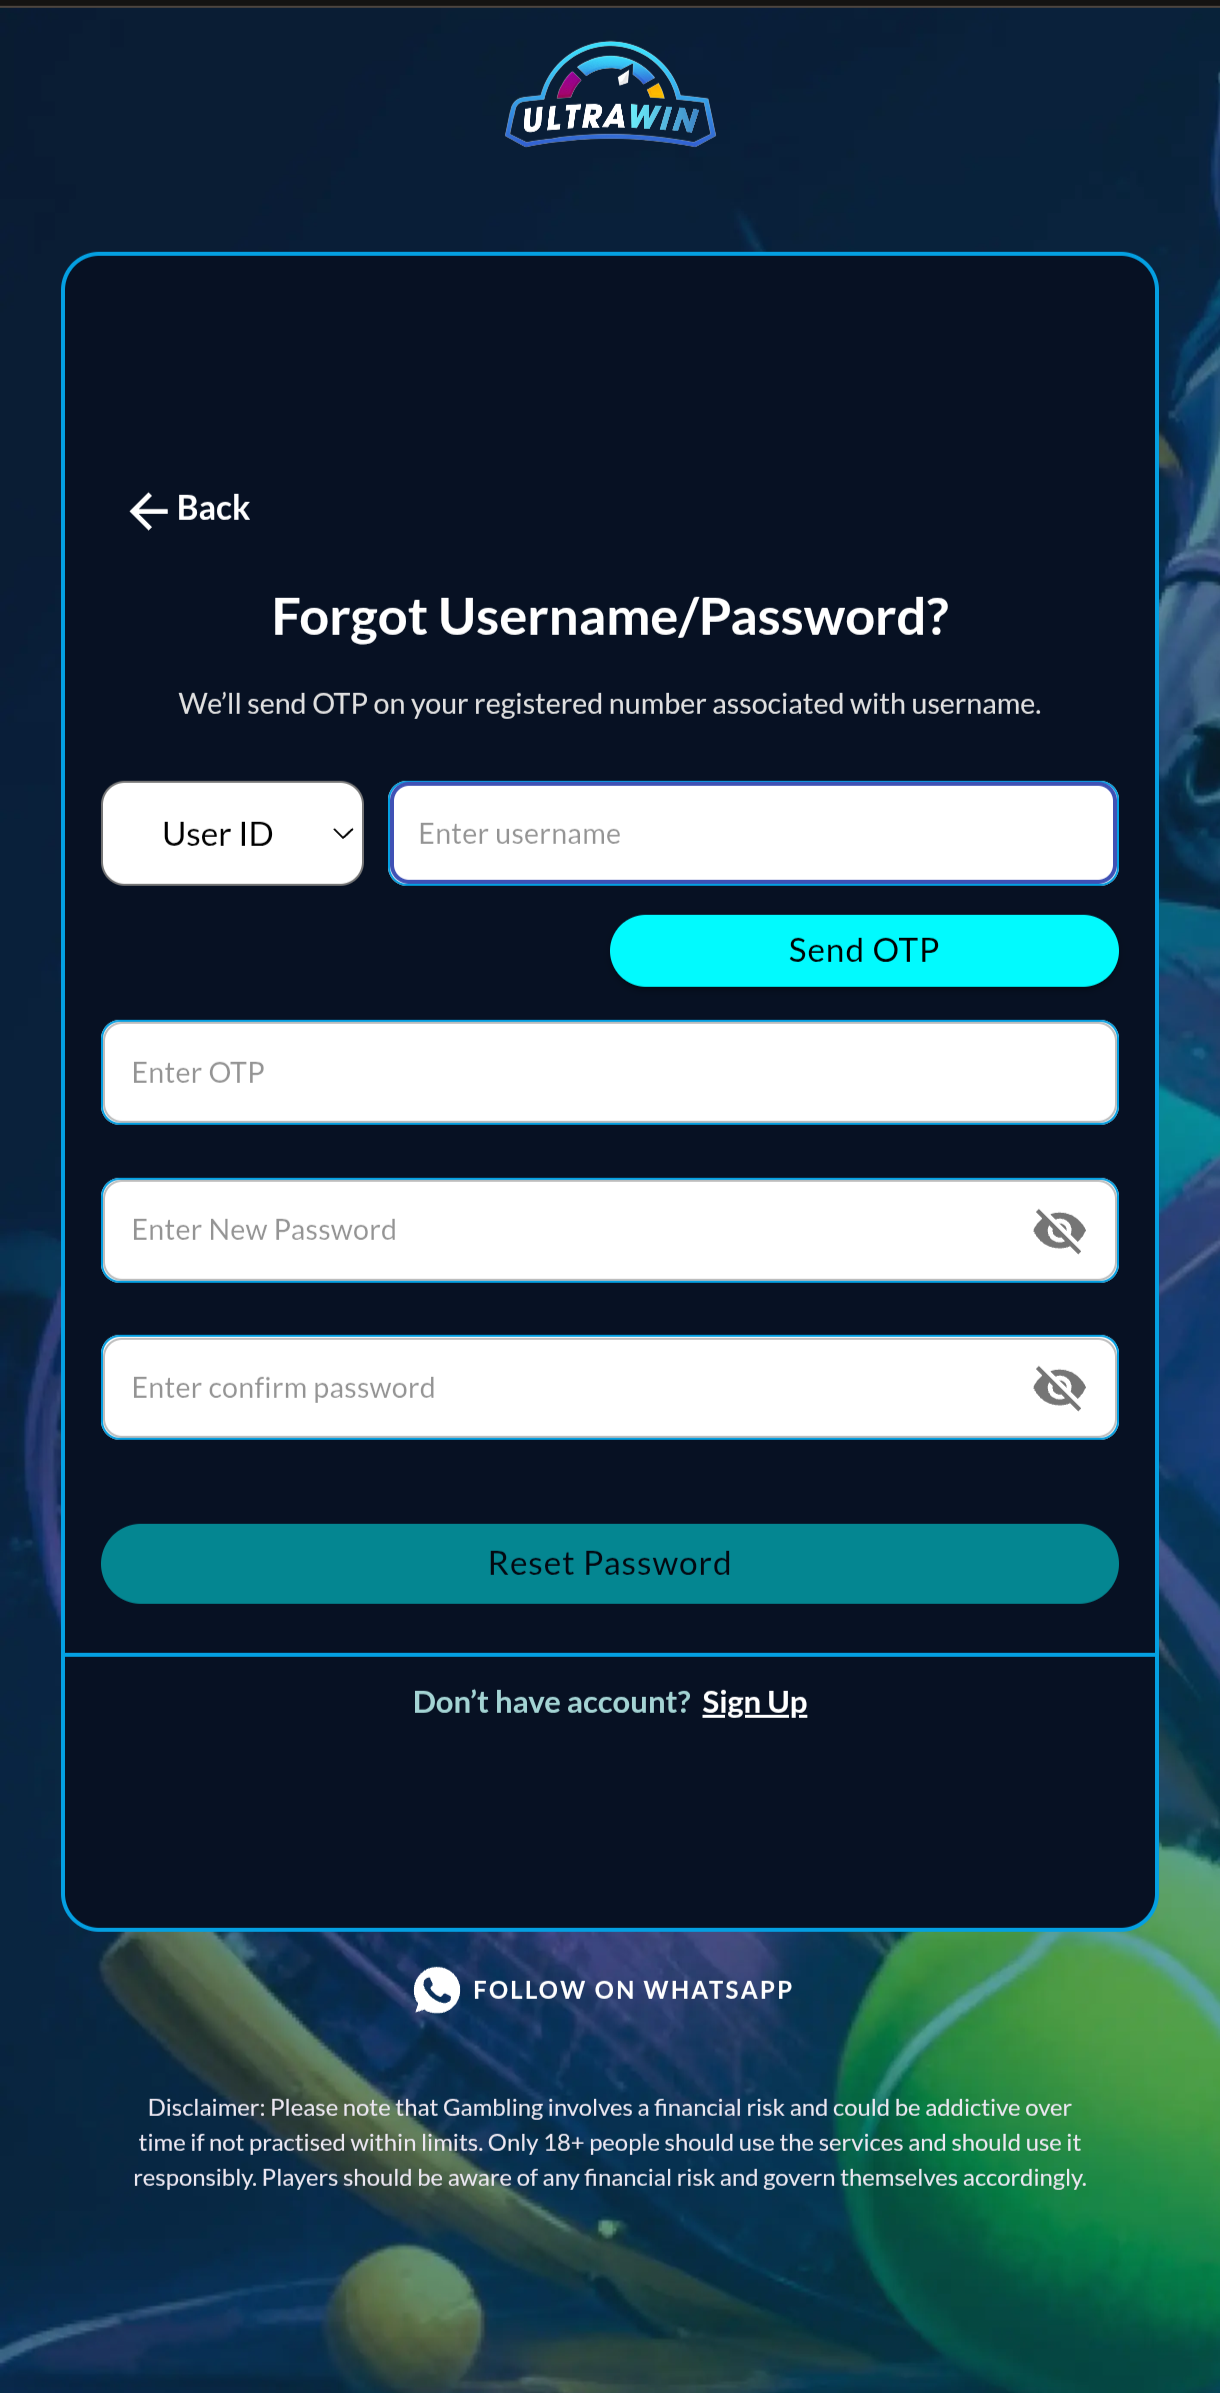 ULTRAWIN
Back
Forgot Username/Password?
We’ll send OTP on your registered number associated with username.
User ID
Enter username
Send OTP
Enter OTP
Enter New Password
Enter confirm password
Reset Password
Don’t have account? Sign Up
FOLLOW ON WHATSAPP
Disclaimer: Please note that Gambling involves a financial risk and could be addictive over
time if not practised within limits. Only 18+ people should use the services and should use it
responsibly. Players should be aware of any financial risk and govern themselves accordingly.